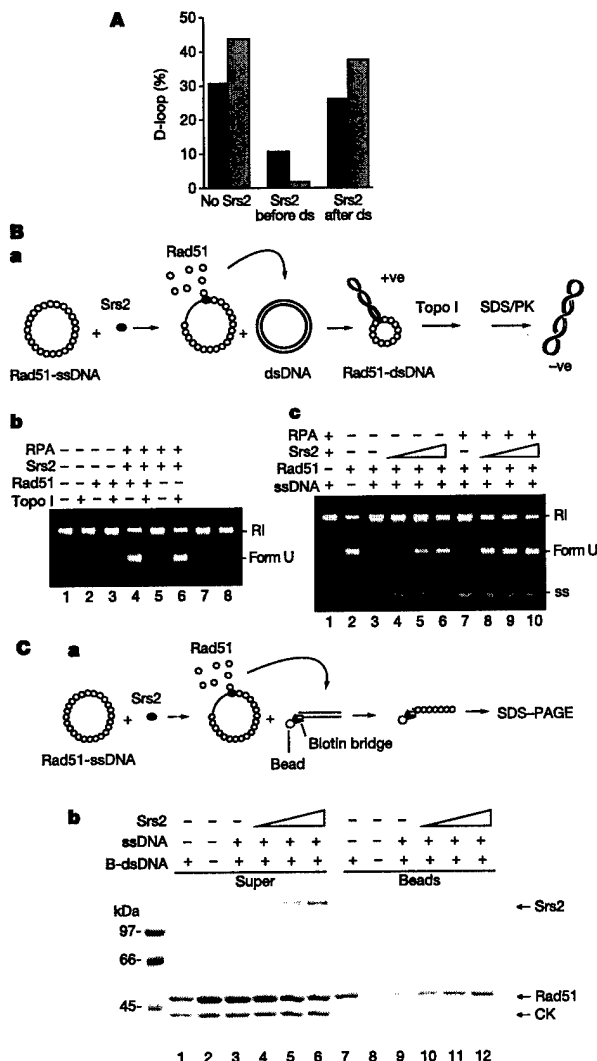 A
D-loop (%)
50
40
30
20
10
0
No Srs2
Srs2 before ds
Srs2 after ds
B
a
Rad51
Srs2
+
+
Rad51-ssDNA
dsDNA
+ve
Rad51-dsDNA
Topo I
SDS/PK
–ve
b
RPA – – – – + + + +
Srs2 – – – – + + + +
Rad51 – – + + + + – –
Topo I – + – + – + – +
RI
Form U
1 2 3 4 5 6 7 8
c
RPA + – – – – – + + + +
Srs2 + – –
Rad51 – + + + + + + + + +
ssDNA + – + + + + + + + +
RI
Form U
ss
1 2 3 4 5 6 7 8 9 10
C
a
Rad51
Srs2
+
+
Rad51-ssDNA
Bead
Biotin bridge
SDS–PAGE
b
Srs2 – – – – – –
ssDNA – – + + + + – – + + + +
B-dsDNA + – + + + + + – + + + +
Super
Beads
kDa
97-
66-
45-
Srs2
Rad51
CK
1 2 3 4 5 6 7 8 9 10 11 12